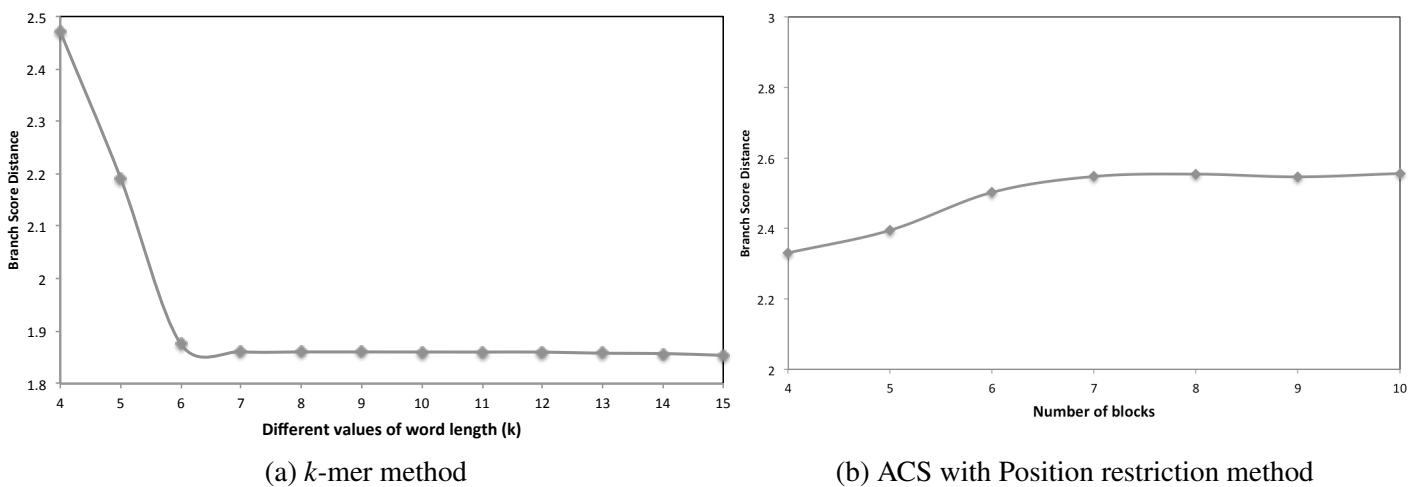 2.5
2.4
2.3
2.2
2.1
2
1.9
1.8
Branch Score Distance
4 5 6 7 8 9 10 11 12 13 14 15
Different values of word length (k)
(a) k-mer method
3
2.8
2.6
2.4
2.2
2
Branch Score Distance
4 5 6 7 8 9 10
Number of blocks
(b) ACS with Position restriction method